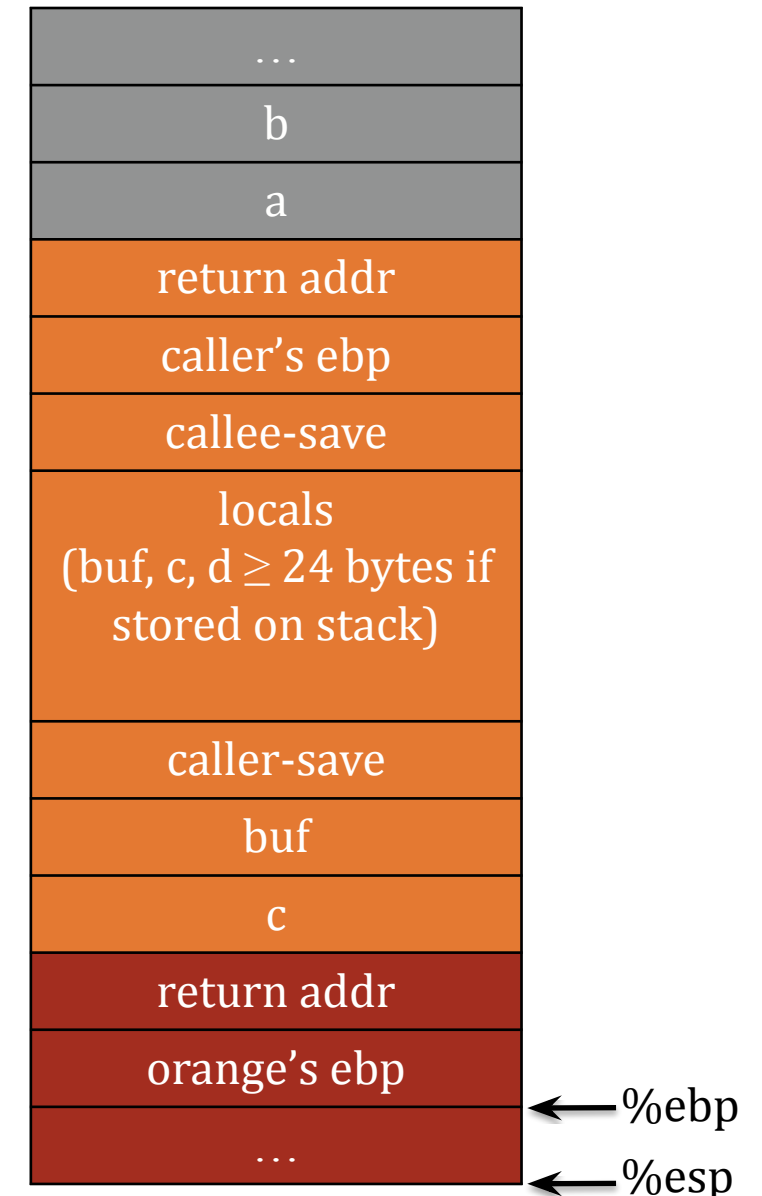 ...
b
a
return addr
caller’s ebp
callee-save
locals
(buf, c, d ≥ 24 bytes if
stored on stack)
caller-save
buf
c
return addr
orange’s ebp
%ebp
...
%esp